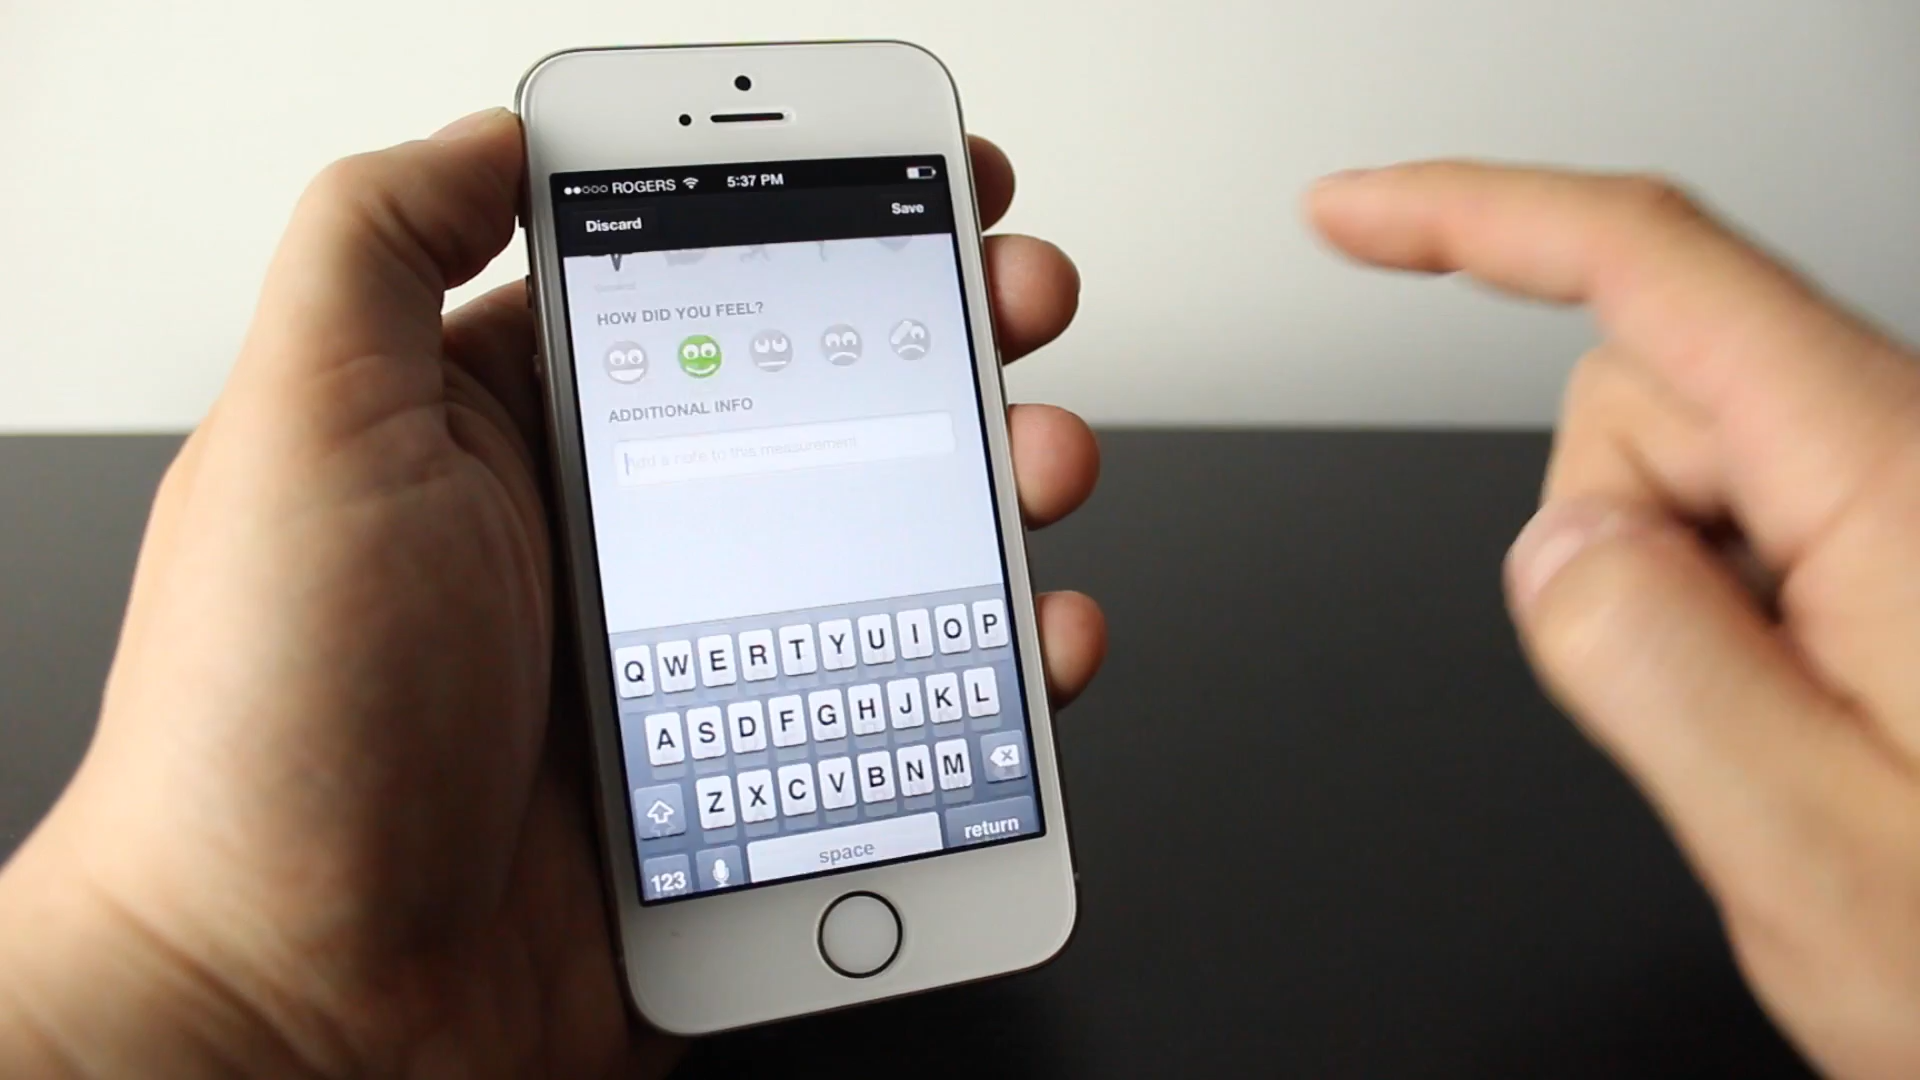 ROGERS 5:37 PM
Discard Save
General
HOW DID YOU FEEL?
ADDITIONAL INFO
Add a note to this measurement
Q W E R T Y U I O P
A S D F G H J K L
Z X C V B N M
123 space return